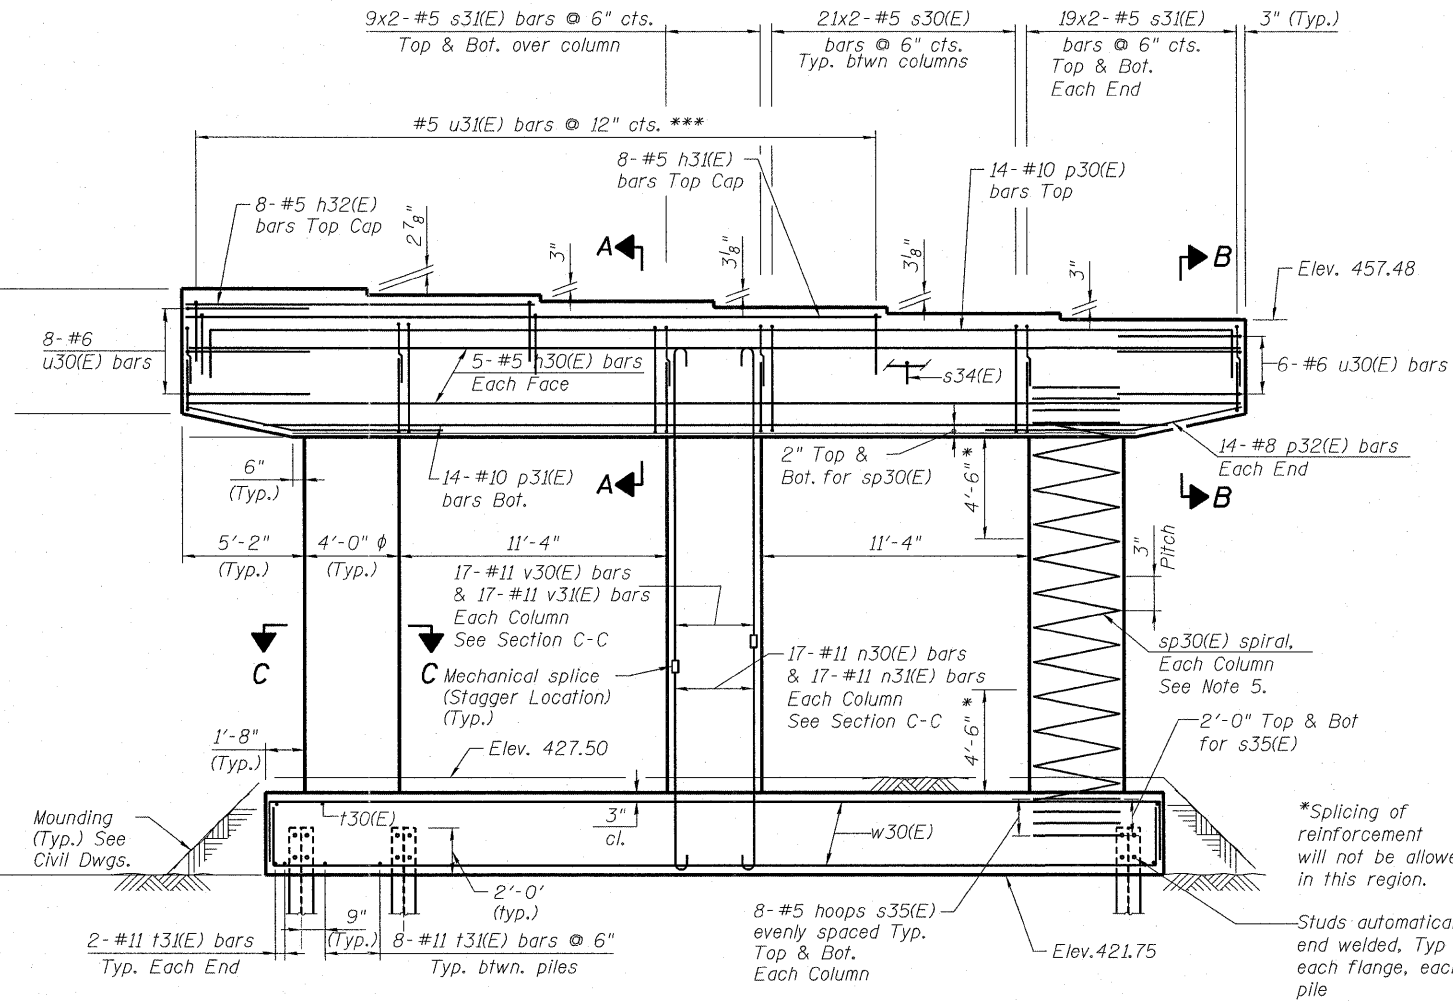 9x2-#5 s31(E) bars @ 6" cts.
Top & Bot. over column
21x2-#5 s30(E)
bars @ 6" cts.
Typ. btwn columns
19x2-#5 s31(E)
bars @ 6" cts.
Top & Bot.
Each End
3" (Typ.)
#5 u31(E) bars @ 12" cts. ***
8-#5 h31(E)
bars Top Cap
14-#10 p30(E)
bars Top
8-#5 h32(E)
bars Top Cap
2 7/8"
3"
A
3 1/8"
3 1/8"
3"
B
Elev. 457.48
8-#6
u30(E) bars
5-#5 h30(E) bars
Each Face
s34(E)
6-#6 u30(E) bars
6"
(Typ.)
14-#10 p31(E)
bars Bot.
A
2" Top &
Bot. for sp30(E)
4'-6"*
14-#8 p32(E) bars
Each End
B
5'-2"
(Typ.)
4'-0" ϕ
(Typ.)
11'-4"
11'-4"
3"
Pitch
17-#11 v30(E) bars
& 17-#11 v31(E) bars
Each Column
See Section C-C
C
C
Mechanical splice
(Stagger Location)
(Typ.)
17-#11 n30(E) bars
& 17-#11 n31(E) bars
Each Column
See Section C-C
sp30(E) spiral,
Each Column
See Note 5.
4'-6"*
1'-8"
(Typ.)
Elev. 427.50
2'-0" Top & Bot
for s35(E)
Mounding
(Typ.) See
Civil Dwgs.
t30(E)
3"
cl.
w30(E)
*Splicing of
reinforcement
will not be allowe
in this region.
2'-0'
(typ.)
9"
(Typ.)
2-#11 t31(E) bars
Typ. Each End
8-#11 t31(E) bars @ 6"
Typ. btwn. piles
8-#5 hoops s35(E)
evenly spaced Typ.
Top & Bot.
Each Column
Elev.421.75
Studs automatica
end welded, Typ
each flange, eac
pile